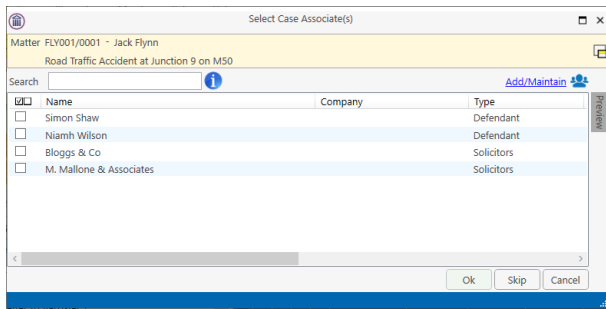 Select Case Associate(s)
Matter FLY001/0001 - Jack Flynn
Road Traffic Accident at Junction 9 on M50
Search
Add/Maintain
Name Company Type
Simon Shaw Defendant
Niamh Wilson Defendant
Bloggs & Co Solicitors
M. Mallone & Associates Solicitors
Preview
Ok Skip Cancel